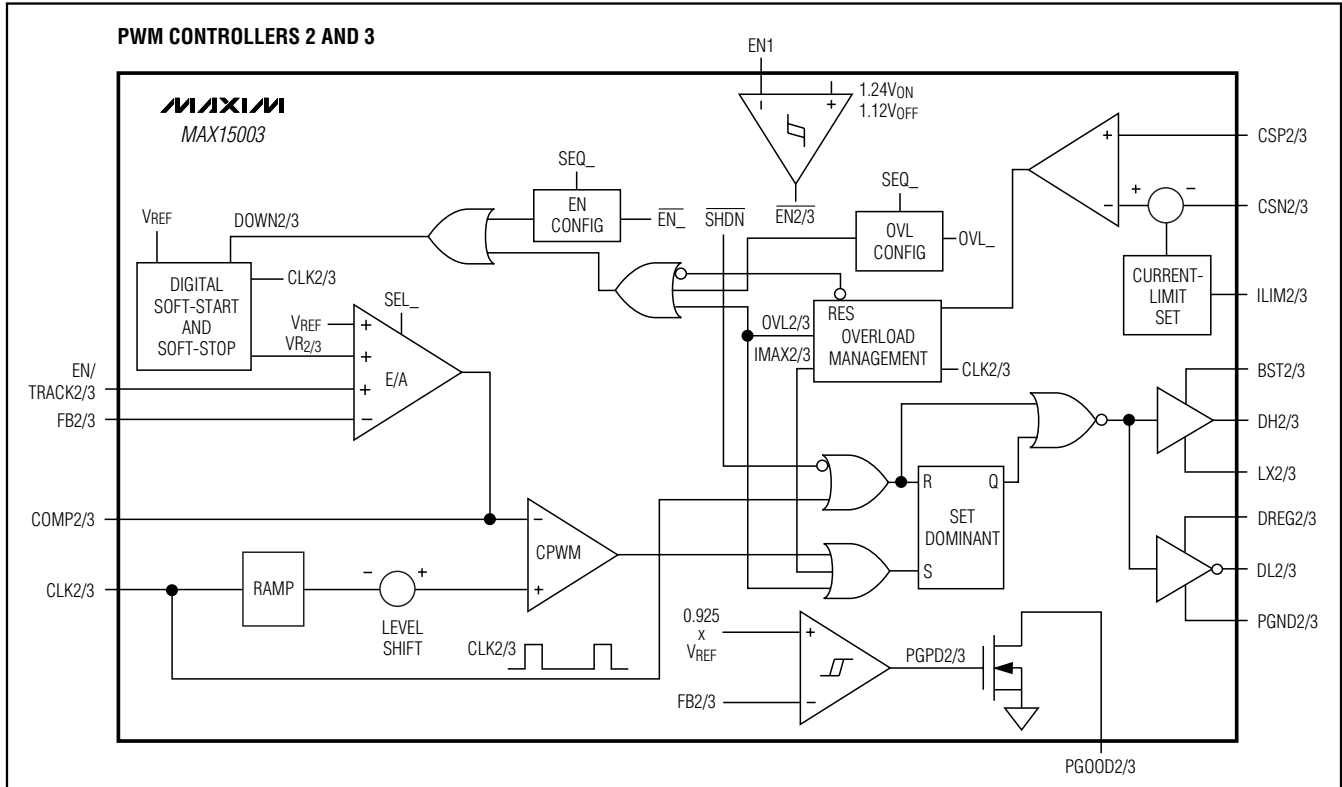 PWM CONTROLLERS 2 AND 3
EN1
MAXIM
MAX15003
−
+
1.24VON
1.12VOFF
EN2/3
CSP2/3
+
−
+
−
CSN2/3
CURRENT-
LIMIT
SET
ILIM2/3
SEQ_
EN
CONFIG
EN_
SHDN
SEQ_
OVL
CONFIG
OVL_
VREF
DOWN2/3
DIGITAL
SOFT-START
AND
SOFT-STOP
CLK2/3
VREF
VR2/3
SEL_
+
+
+
−
E/A
EN/
TRACK2/3
FB2/3
RES
OVERLOAD
MANAGEMENT
OVL2/3
IMAX2/3
CLK2/3
BST2/3
DH2/3
LX2/3
R
Q
SET
DOMINANT
S
DREG2/3
DL2/3
PGND2/3
COMP2/3
−
CPWM
+
CLK2/3
RAMP
−
+
LEVEL
SHIFT
CLK2/3
0.925
x
VREF
+
−
FB2/3
PGPD2/3
PGOOD2/3